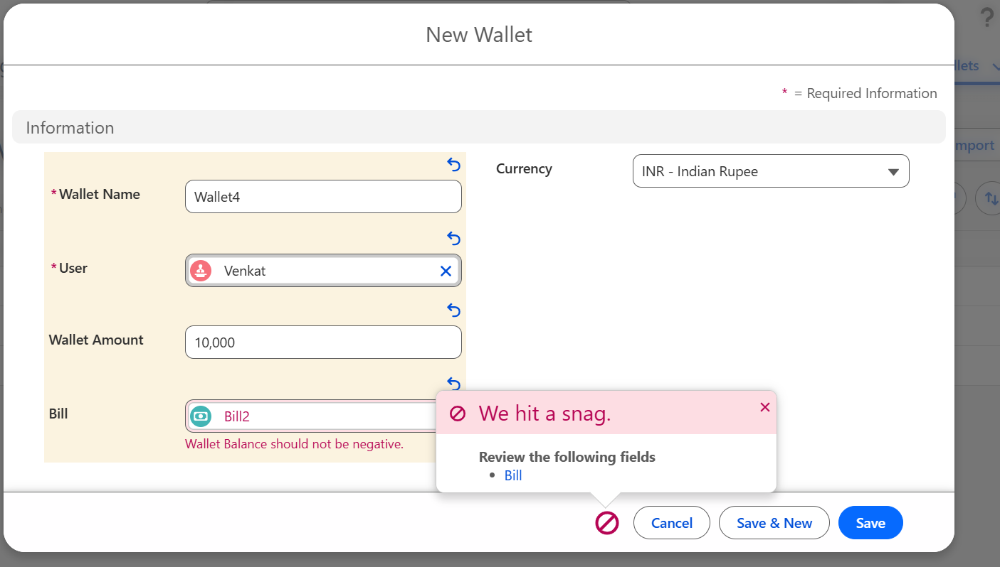 New Wallet
* = Required Information
Information
* Wallet Name
Wallet4
Currency
INR - Indian Rupee
* User
Venkat
Wallet Amount
10,000
Bill
Bill2
Wallet Balance should not be negative.
We hit a snag.
Review the following fields
• Bill
Cancel
Save & New
Save
?